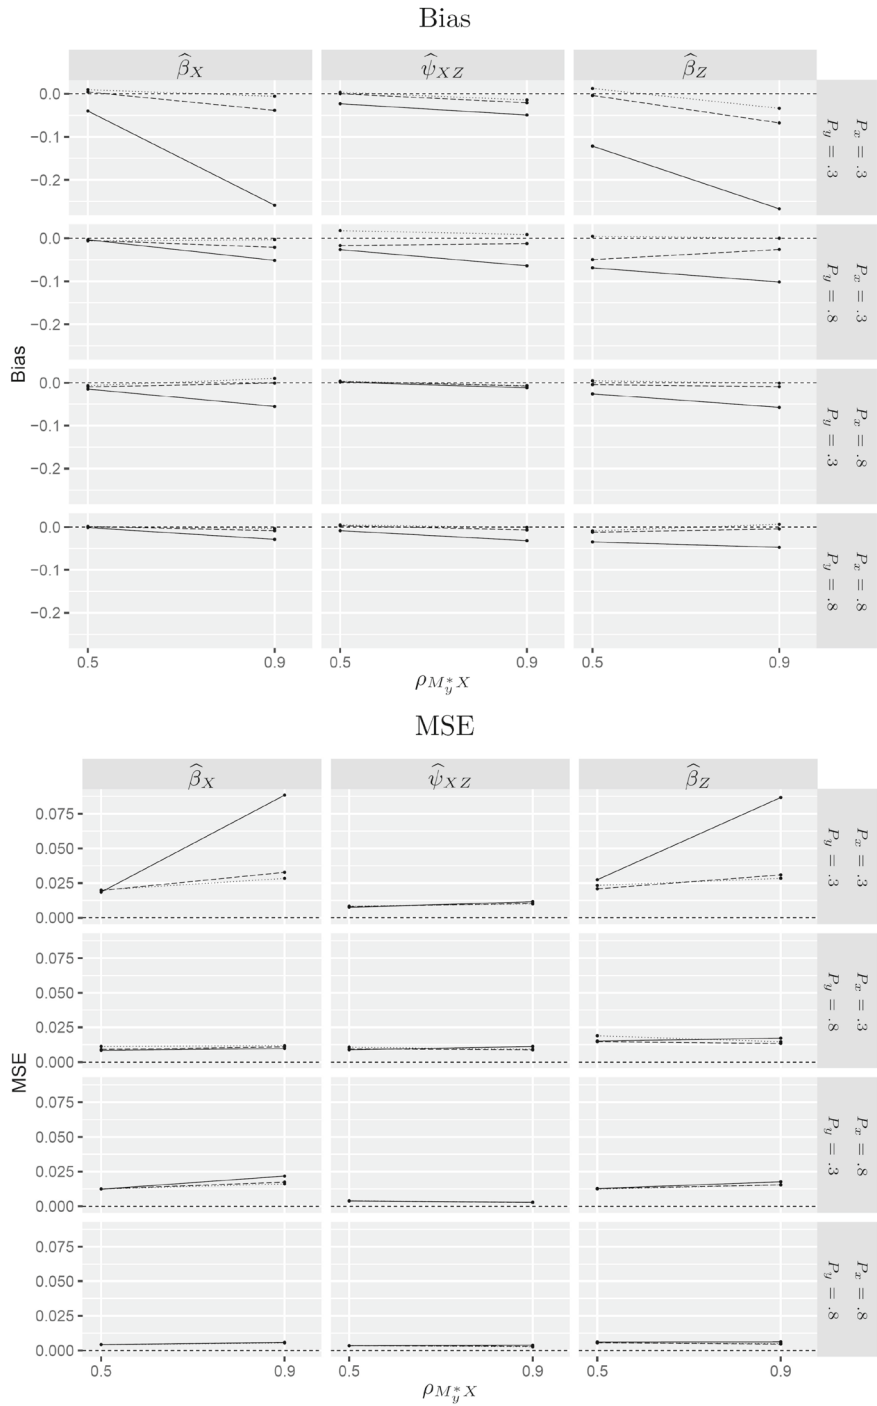 Bias
β̂_X ψ̂_XZ β̂_Z
0.0
−0.1
−0.2
P_x = .3
P_y = .3
0.0
−0.1
−0.2
P_x = .3
P_y = .8
0.0
−0.1
−0.2
P_x = .8
P_y = .3
0.0
−0.1
−0.2
P_x = .8
P_y = .8
Bias
0.5 0.9 0.5 0.9 0.5 0.9
ρ_{M_y^* X}
MSE
β̂_X ψ̂_XZ β̂_Z
0.075
0.050
0.025
0.000
P_x = .3
P_y = .3
0.075
0.050
0.025
0.000
P_x = .3
P_y = .8
0.075
0.050
0.025
0.000
P_x = .8
P_y = .3
0.075
0.050
0.025
0.000
P_x = .8
P_y = .8
MSE
0.5 0.9 0.5 0.9 0.5 0.9
ρ_{M_y^* X}